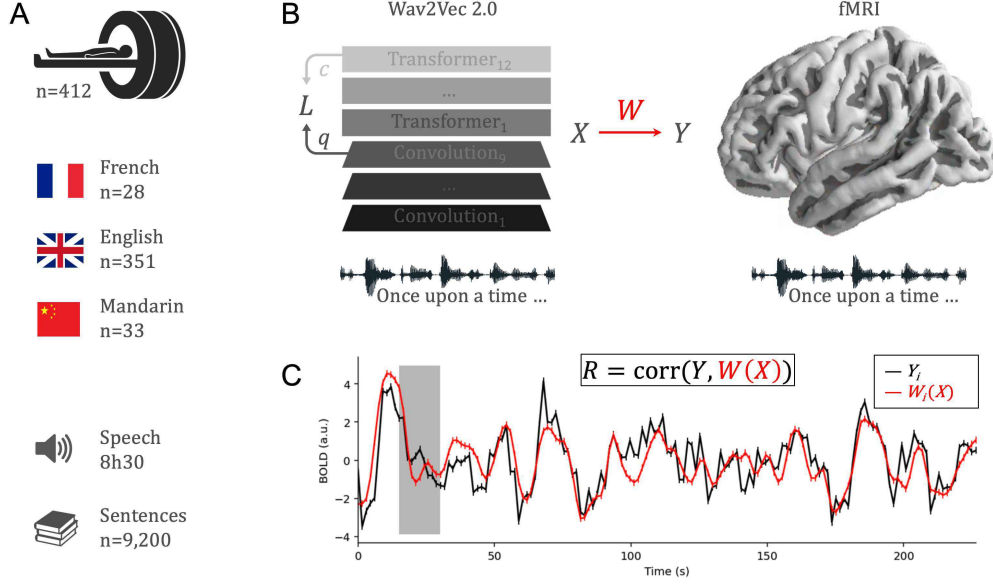 A
n=412
French
n=28
English
n=351
Mandarin
n=33
Speech
8h30
Sentences
n=9,200
B
Wav2Vec 2.0
fMRI
Transformer₁₂
c
...
L
Transformer₁
q
Convolution₉
...
Convolution₁
X W Y
Once upon a time ...
Once upon a time ...
C
R = corr(Y, W(X))
Yᵢ
Wᵢ(X)
BOLD (a.u.)
4
2
0
−2
−4
0 50 100 150 200
Time (s)